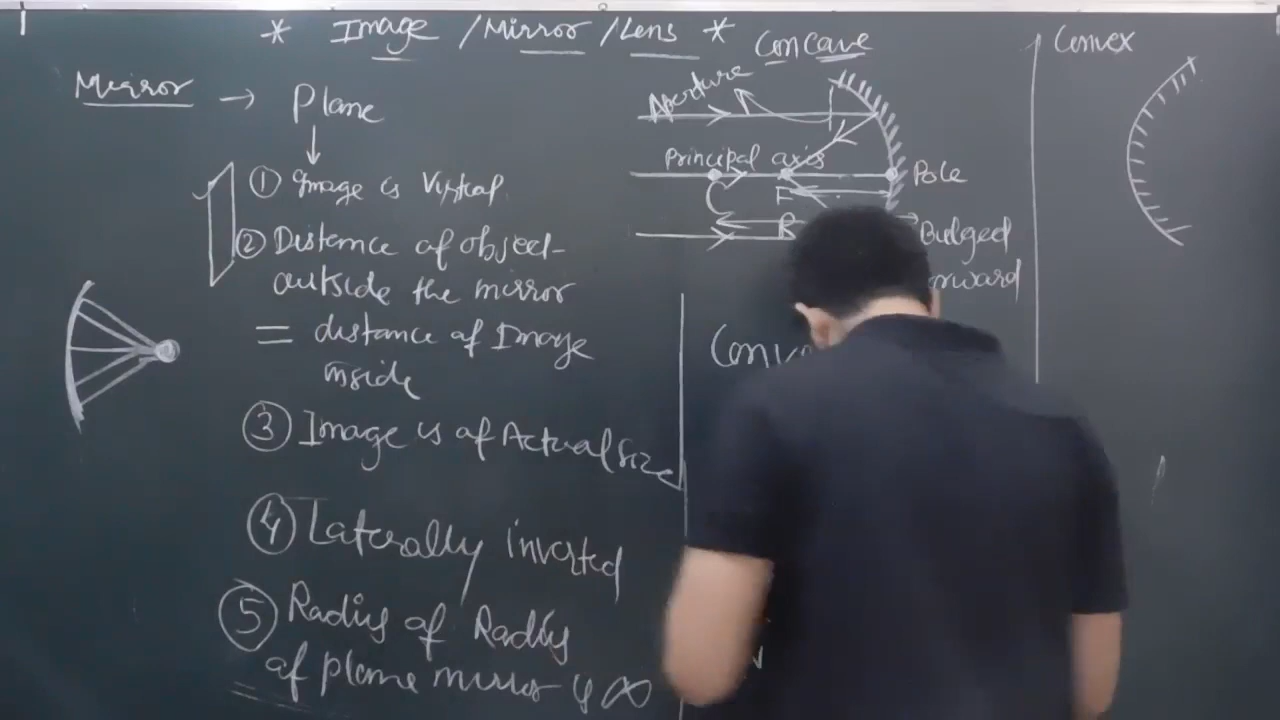 * Image / Mirror / Lens *
Mirror → Plane
① Image is Virtual
② Distance of object
outside the mirror
= distance of Image
inside
③ Image is of Actual size
④ Laterally inverted
⑤ Radius of Radius
of plane mirror is ∞
Concave
Aperture
Principal axis
Pole
C
F
R
Bulged
Convex